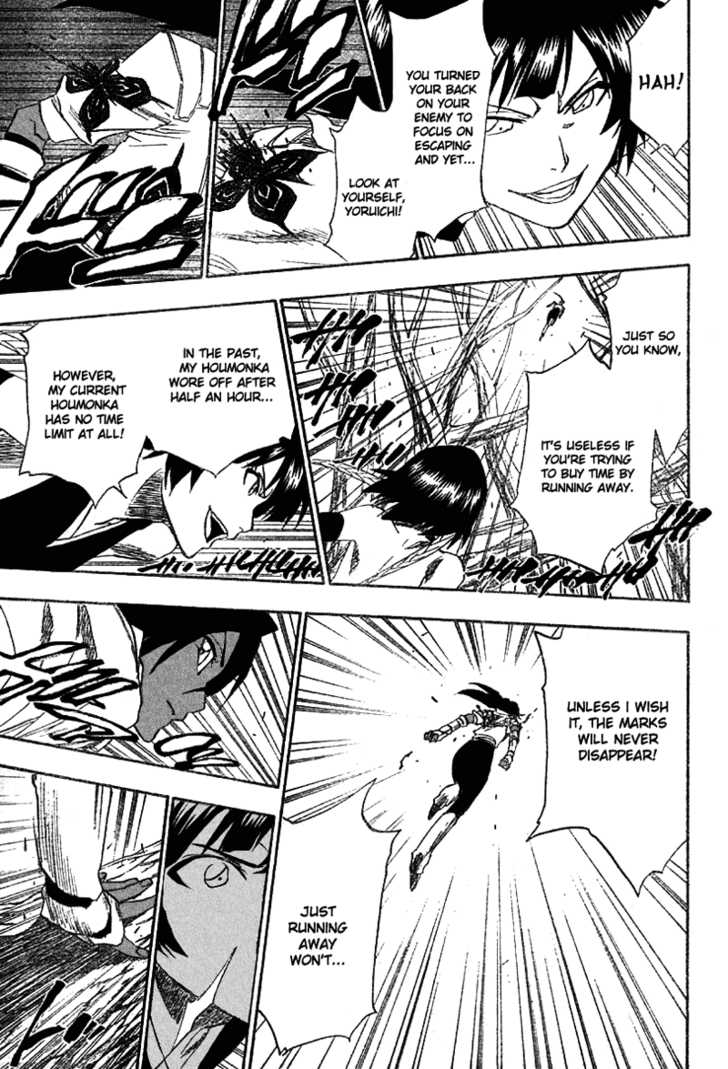 HAH!
YOU TURNED
YOUR BACK
ON YOUR
ENEMY TO
FOCUS ON
ESCAPING
AND YET...
LOOK AT
YOURSELF,
YORUICHI!
JUST SO
YOU KNOW,
IT'S USELESS IF
YOU'RE TRYING
TO BUY TIME BY
RUNNING AWAY.
IN THE PAST,
MY HOUMONKA
WORE OFF AFTER
HALF AN HOUR...
HOWEVER,
MY CURRENT
HOUMONKA
HAS NO TIME
LIMIT AT ALL!
UNLESS I WISH
IT, THE MARKS
WILL NEVER
DISAPPEAR!
JUST
RUNNING
AWAY
WON'T...
ド